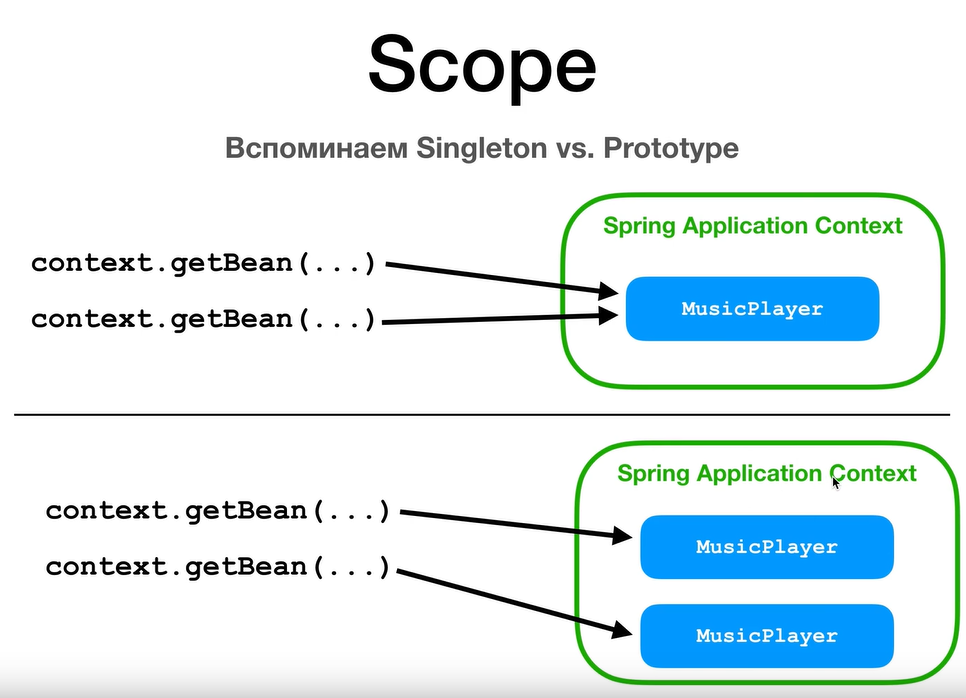 Scope
Вспоминаем Singleton vs. Prototype
Spring Application Context
context.getBean(...)
MusicPlayer
context.getBean(...)
Spring Application Context
context.getBean(...)
MusicPlayer
context.getBean(...)
MusicPlayer